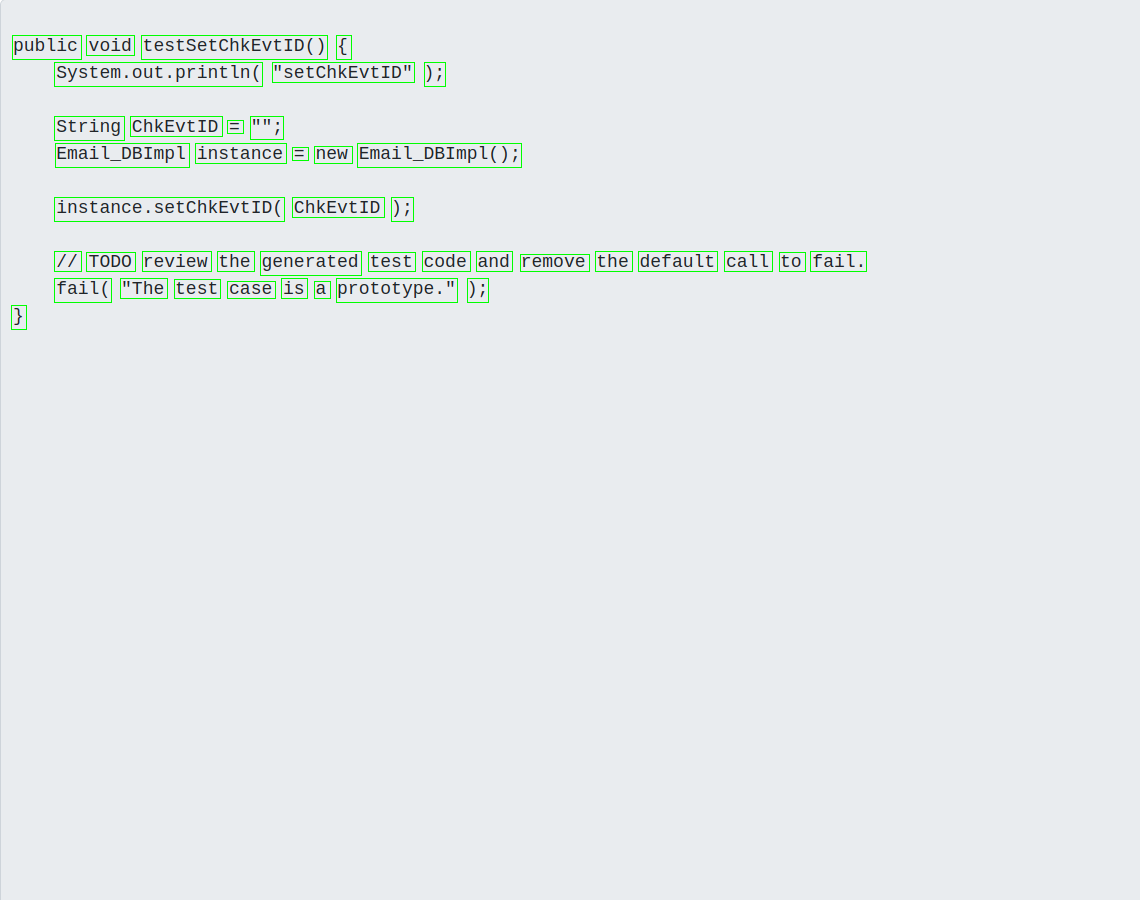 public void testSetChkEvtID() {
System.out.println( "setChkEvtID" );
String ChkEvtID = "";
Email_DBImpl instance = new Email_DBImpl();
instance.setChkEvtID( ChkEvtID );
// TODO review the generated test code and remove the default call to fail.
fail( "The test case is a prototype." );
}